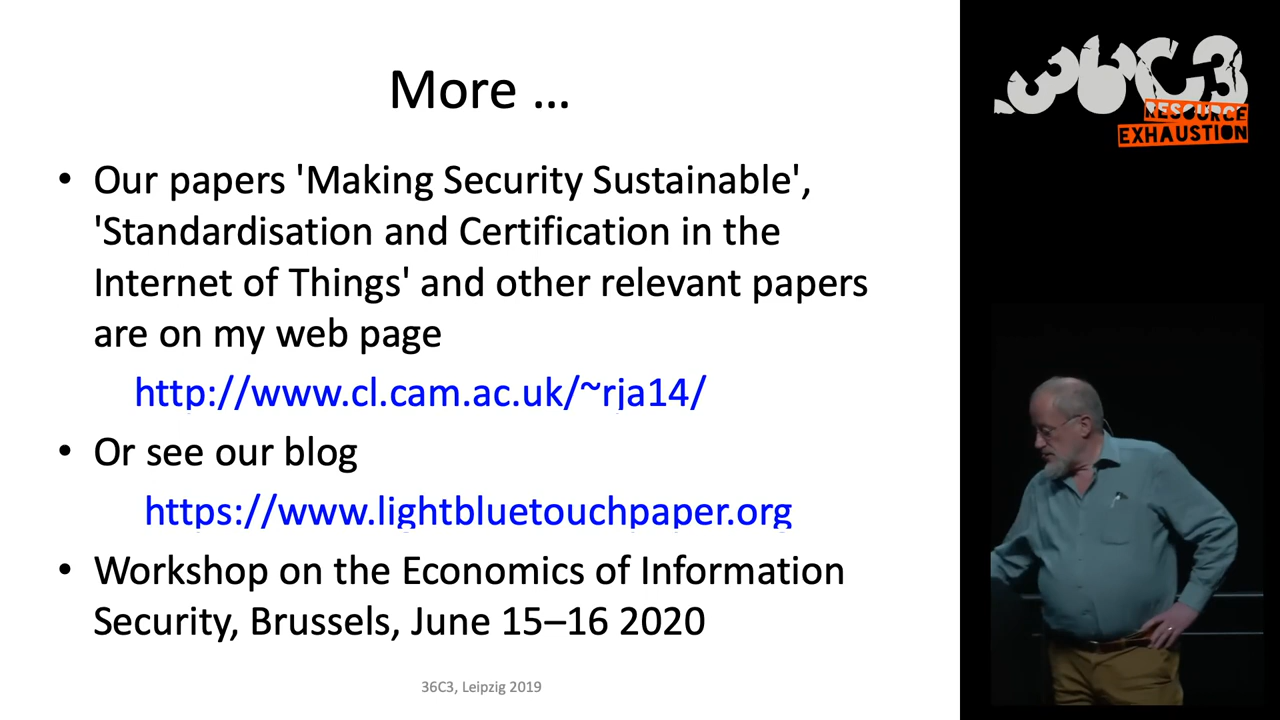 More ...
• Our papers 'Making Security Sustainable',
'Standardisation and Certification in the
Internet of Things' and other relevant papers
are on my web page
http://www.cl.cam.ac.uk/~rja14/
• Or see our blog
https://www.lightbluetouchpaper.org
• Workshop on the Economics of Information
Security, Brussels, June 15–16 2020
36C3, Leipzig 2019
36C3
RESOURCE
EXHAUSTION